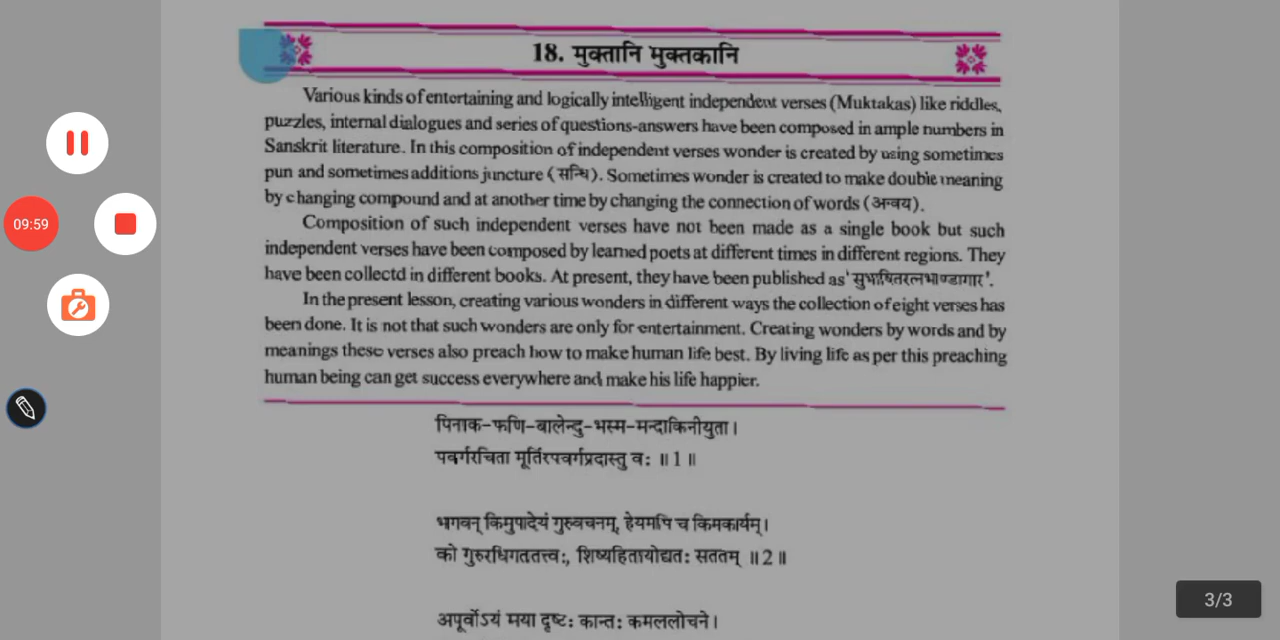 18. मुक्तानि मुक्तकानि
Various kinds of entertaining and logically intelligent independent verses (Muktakas) like riddles,
puzzles, internal dialogues and series of questions-answers have been composed in ample numbers in
Sanskrit literature. In this composition of independent verses wonder is created by using sometimes
pun and sometimes additions juncture (सन्धि). Sometimes wonder is created to make double meaning
by changing compound and at another time by changing the connection of words (अन्वय).
Composition of such independent verses have not been made as a single book but such
independent verses have been composed by learned poets at different times in different regions. They
have been collectd in different books. At present, they have been published as 'सुभाषितरत्नभाण्डागार'.
In the present lesson, creating various wonders in different ways the collection of eight verses has
been done. It is not that such wonders are only for entertainment. Creating wonders by words and by
meanings these verses also preach how to make human life best. By living life as per this preaching
human being can get success everywhere and make his life happier.
09:59
पिनाक-फणि-बालेन्दु-भस्म-मन्दाकिनीयुता।
पवर्गरचिता मूर्तिरपवर्गप्रदास्तु वः ॥1॥
भगवन् किमुपादेयं गुरुवचनम्, हेयमपि च किमकार्यम्।
को गुरुरधिगततत्त्वः, शिष्यहितायोद्यतः सततम् ॥2॥
अपूर्वोऽयं मया दृष्टः कान्तः कमललोचने।
3/3